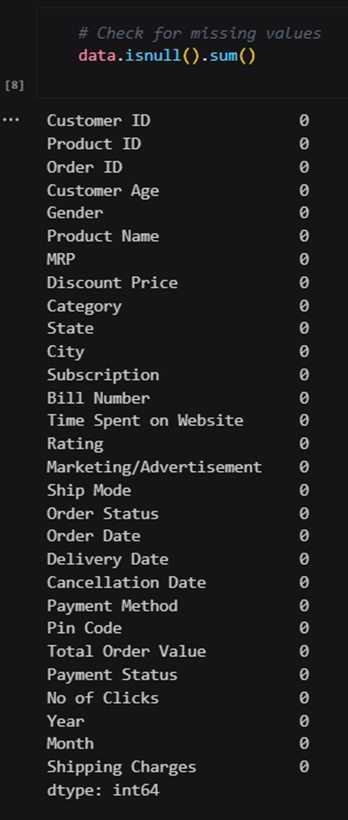 # Check for missing values
data.isnull().sum()
[8]
...
Customer ID 0
Product ID 0
Order ID 0
Customer Age 0
Gender 0
Product Name 0
MRP 0
Discount Price 0
Category 0
State 0
City 0
Subscription 0
Bill Number 0
Time Spent on Website 0
Rating 0
Marketing/Advertisement 0
Ship Mode 0
Order Status 0
Order Date 0
Delivery Date 0
Cancellation Date 0
Payment Method 0
Pin Code 0
Total Order Value 0
Payment Status 0
No of Clicks 0
Year 0
Month 0
Shipping Charges 0
dtype: int64